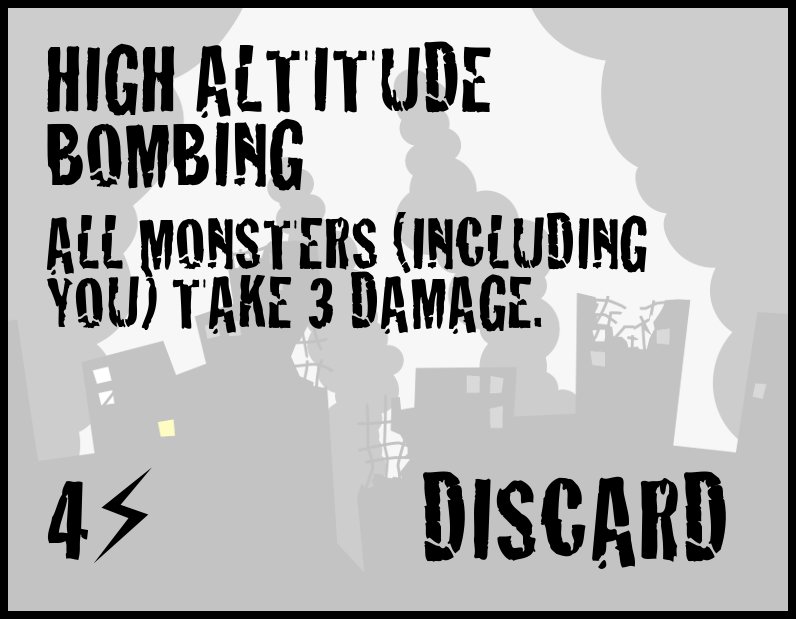 HIGH ALTITUDE
BOMBING
ALL MONSTERS (INCLUDING
YOU) TAKE 3 DAMAGE.
4⚡ DISCARD